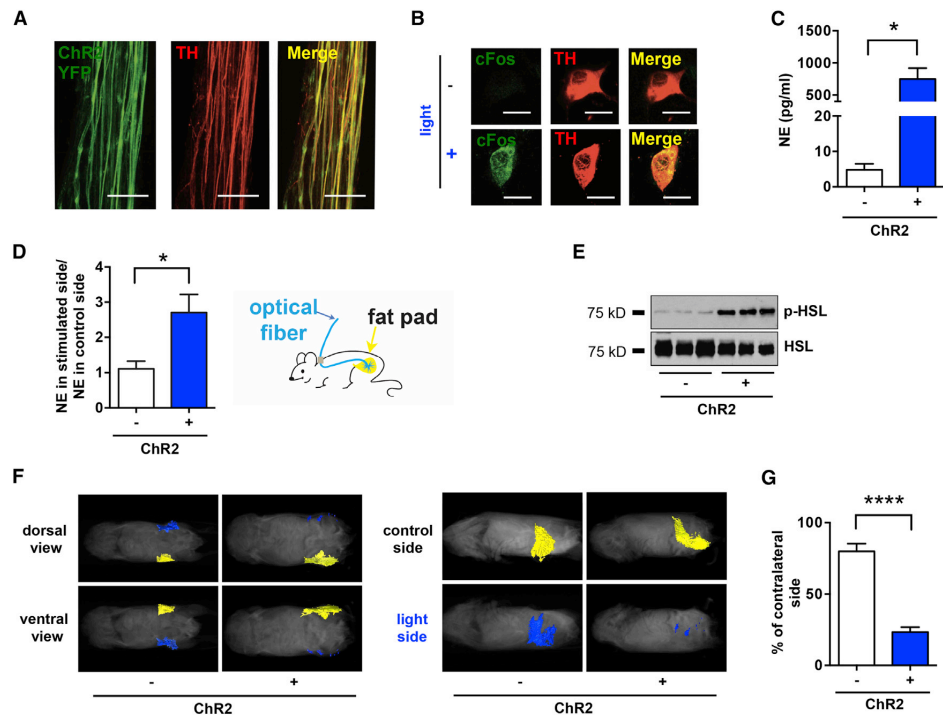 A
ChR2
YFP
TH
Merge
B
light
-
+
cFos
TH
Merge
cFos
TH
Merge
C
NE (pg/ml)
1500
1000
500
10
5
0
*
-
+
ChR2
D
NE in stimulated side/
NE in control side
4
3
2
1
0
*
-
+
ChR2
optical
fiber
fat pad
E
75 kD
p-HSL
75 kD
HSL
-
+
ChR2
F
dorsal
view
ventral
view
-
+
ChR2
control
side
light
side
-
+
ChR2
G
% of contralateral
side
100
50
0
****
-
+
ChR2